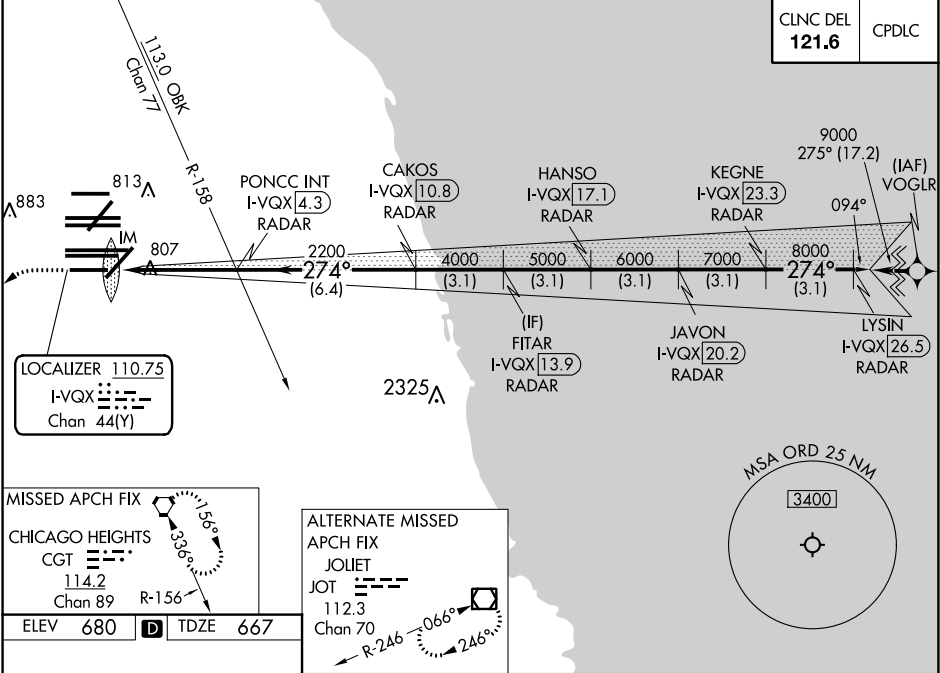 CLNC DEL
121.6
CPDLC
113.0 OBK
Chan 77
R-158
883
813
IM
807
PONCC INT
I-VQX 4.3
RADAR
CAKOS
I-VQX 10.8
RADAR
HANSO
I-VQX 17.1
RADAR
KEGNE
I-VQX 23.3
RADAR
9000
275° (17.2)
(IAF)
VOGLR
094°
2200
274°
(6.4)
4000
(3.1)
5000
(3.1)
6000
(3.1)
7000
(3.1)
8000
274°
(3.1)
(IF)
FITAR
I-VQX 13.9
RADAR
JAVON
I-VQX 20.2
RADAR
LYSIN
I-VQX 26.5
RADAR
LOCALIZER 110.75
I-VQX
Chan 44(Y)
2325
MSA ORD 25 NM
3400
MISSED APCH FIX
CHICAGO HEIGHTS
CGT
114.2
Chan 89
R-156
336°
156°
ALTERNATE MISSED
APCH FIX
JOLIET
JOT
112.3
Chan 70
R-246
066°
246°
ELEV 680 D TDZE 667